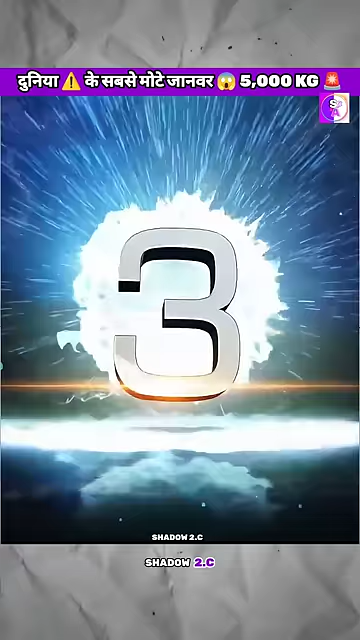 दुनिया ⚠️ के सबसे मोटे जानवर 😱 5,000 KG 🚨
S
A
3
SHADOW 2.C
SHADOW 2.C